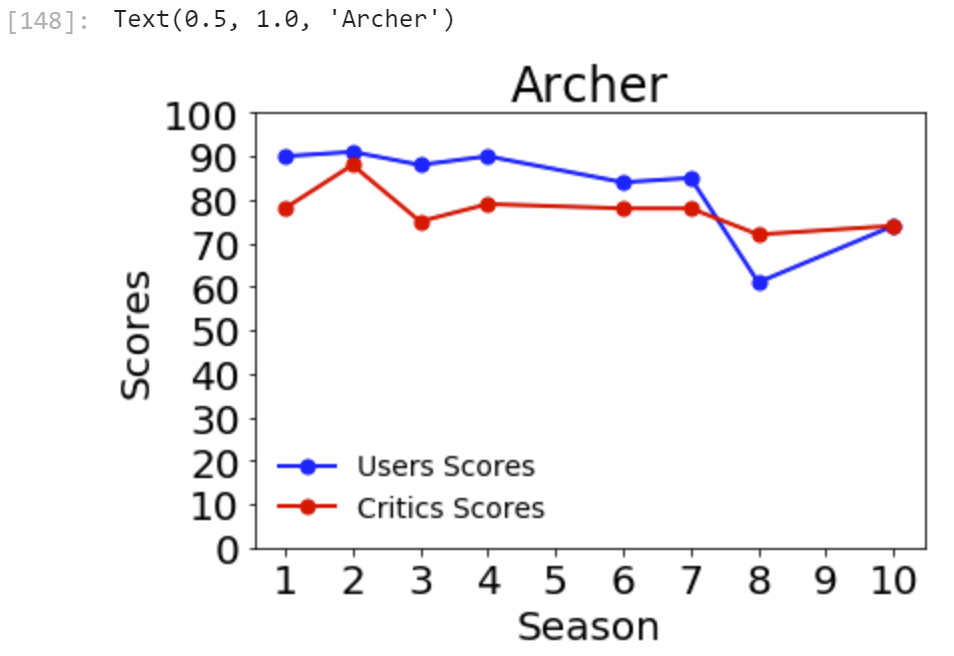 [148]: Text(0.5, 1.0, 'Archer')
Archer
100
90
80
70
60
50
40
30
20
10
0
Scores
Users Scores
Critics Scores
1 2 3 4 5 6 7 8 9 10
Season